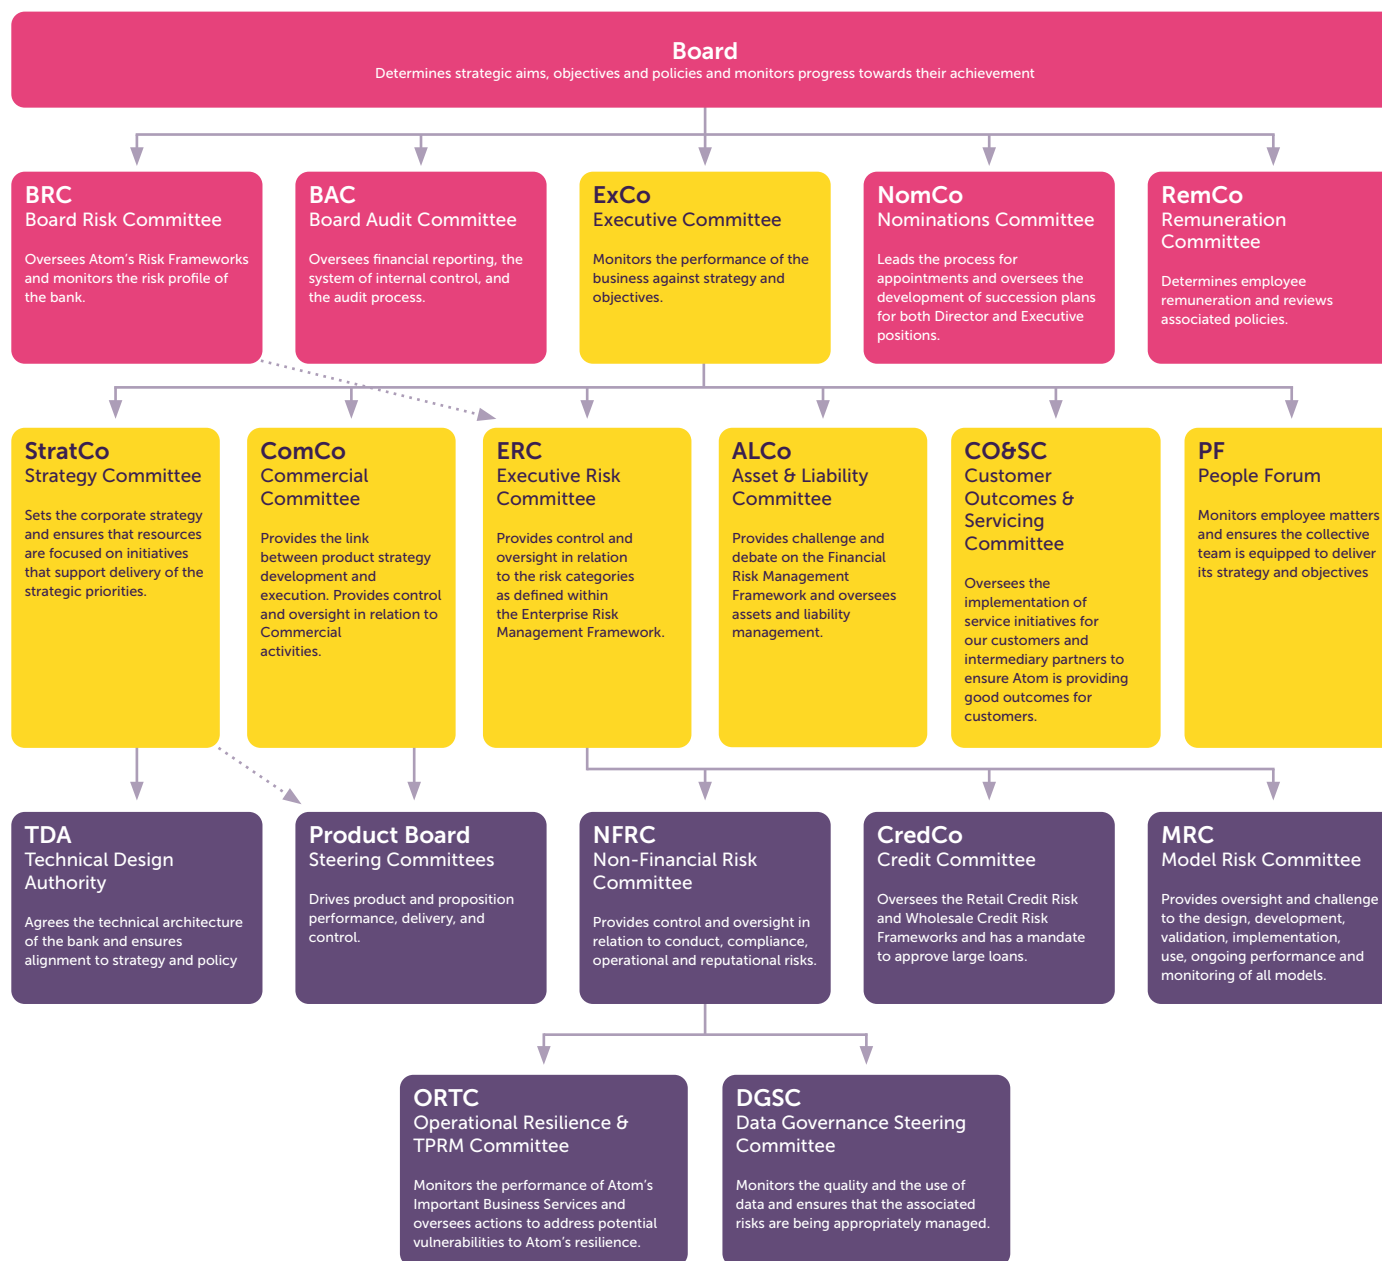 Board
Determines strategic aims, objectives and policies and monitors progress towards their achievement
BRC
Board Risk Committee
Oversees Atom’s Risk Frameworks
and monitors the risk profile of
the bank.
BAC
Board Audit Committee
Oversees financial reporting, the
system of internal control, and
the audit process.
ExCo
Executive Committee
Monitors the performance of the
business against strategy and
objectives.
NomCo
Nominations Committee
Leads the process for
appointments and oversees the
development of succession plans
for both Director and Executive
positions.
RemCo
Remuneration
Committee
Determines employee
remuneration and reviews
associated policies.
StratCo
Strategy Committee
Sets the corporate strategy
and ensures that resources
are focused on initiatives
that support delivery of the
strategic priorities.
ComCo
Commercial
Committee
Provides the link
between product strategy
development and
execution. Provides control
and oversight in relation to
Commercial
activities.
ERC
Executive Risk
Committee
Provides control and
oversight in relation
to the risk categories
as defined within
the Enterprise Risk
Management Framework.
ALCo
Asset & Liability
Committee
Provides challenge and
debate on the Financial
Risk Management
Framework and oversees
assets and liability
management.
CO&SC
Customer
Outcomes &
Servicing
Committee
Oversees the
implementation of
service initiatives for
our customers and
intermediary partners to
ensure Atom is providing
good outcomes for
customers.
PF
People Forum
Monitors employee matters
and ensures the collective
team is equipped to deliver
its strategy and objectives
TDA
Technical Design
Authority
Agrees the technical architecture
of the bank and ensures
alignment to strategy and policy
Product Board
Steering Committees
Drives product and proposition
performance, delivery, and
control.
NFRC
Non-Financial Risk
Committee
Provides control and oversight in
relation to conduct, compliance,
operational and reputational risks.
CredCo
Credit Committee
Oversees the Retail Credit Risk
and Wholesale Credit Risk
Frameworks and has a mandate
to approve large loans.
MRC
Model Risk Committee
Provides oversight and challenge
to the design, development,
validation, implementation,
use, ongoing performance and
monitoring of all models.
ORTC
Operational Resilience &
TPRM Committee
Monitors the performance of Atom’s
Important Business Services and
oversees actions to address potential
vulnerabilities to Atom’s resilience.
DGSC
Data Governance Steering
Committee
Monitors the quality and the use of
data and ensures that the associated
risks are being appropriately managed.